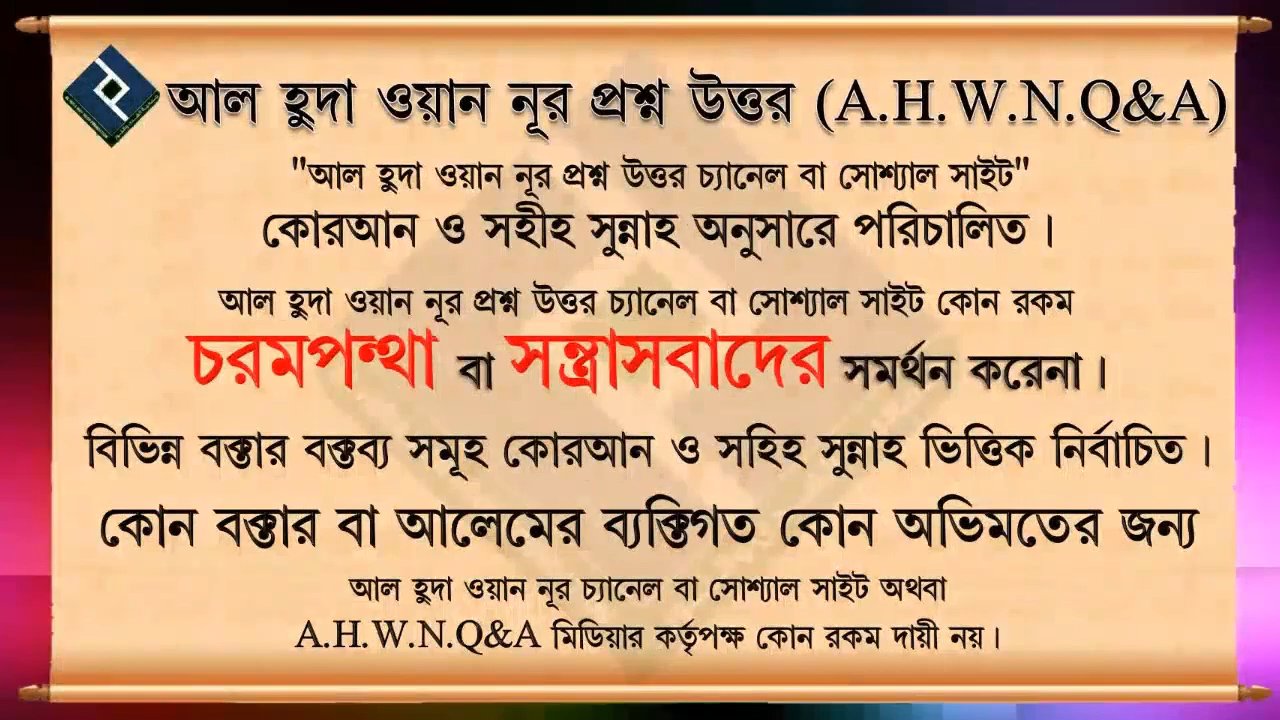 আল হুদা ওয়ান নূর প্রশ্ন উত্তর (A.H.W.N.Q&A)
"আল হুদা ওয়ান নূর প্রশ্ন উত্তর চ্যানেল বা সোশ্যাল সাইট"
কোরআন ও সহীহ সুন্নাহ অনুসারে পরিচালিত ।
আল হুদা ওয়ান নূর প্রশ্ন উত্তর চ্যানেল বা সোশ্যাল সাইট কোন রকম
চরমপন্থা বা সন্ত্রাসবাদের সমর্থন করেনা ।
বিভিন্ন বক্তার বক্তব্য সমূহ কোরআন ও সহিহ সুন্নাহ ভিত্তিক নির্বাচিত ।
কোন বক্তার বা আলেমের ব্যক্তিগত কোন অভিমতের জন্য
আল হুদা ওয়ান নূর চ্যানেল বা সোশ্যাল সাইট অথবা
A.H.W.N.Q&A মিডিয়ার কর্তৃপক্ষ কোন রকম দায়ী নয় ।